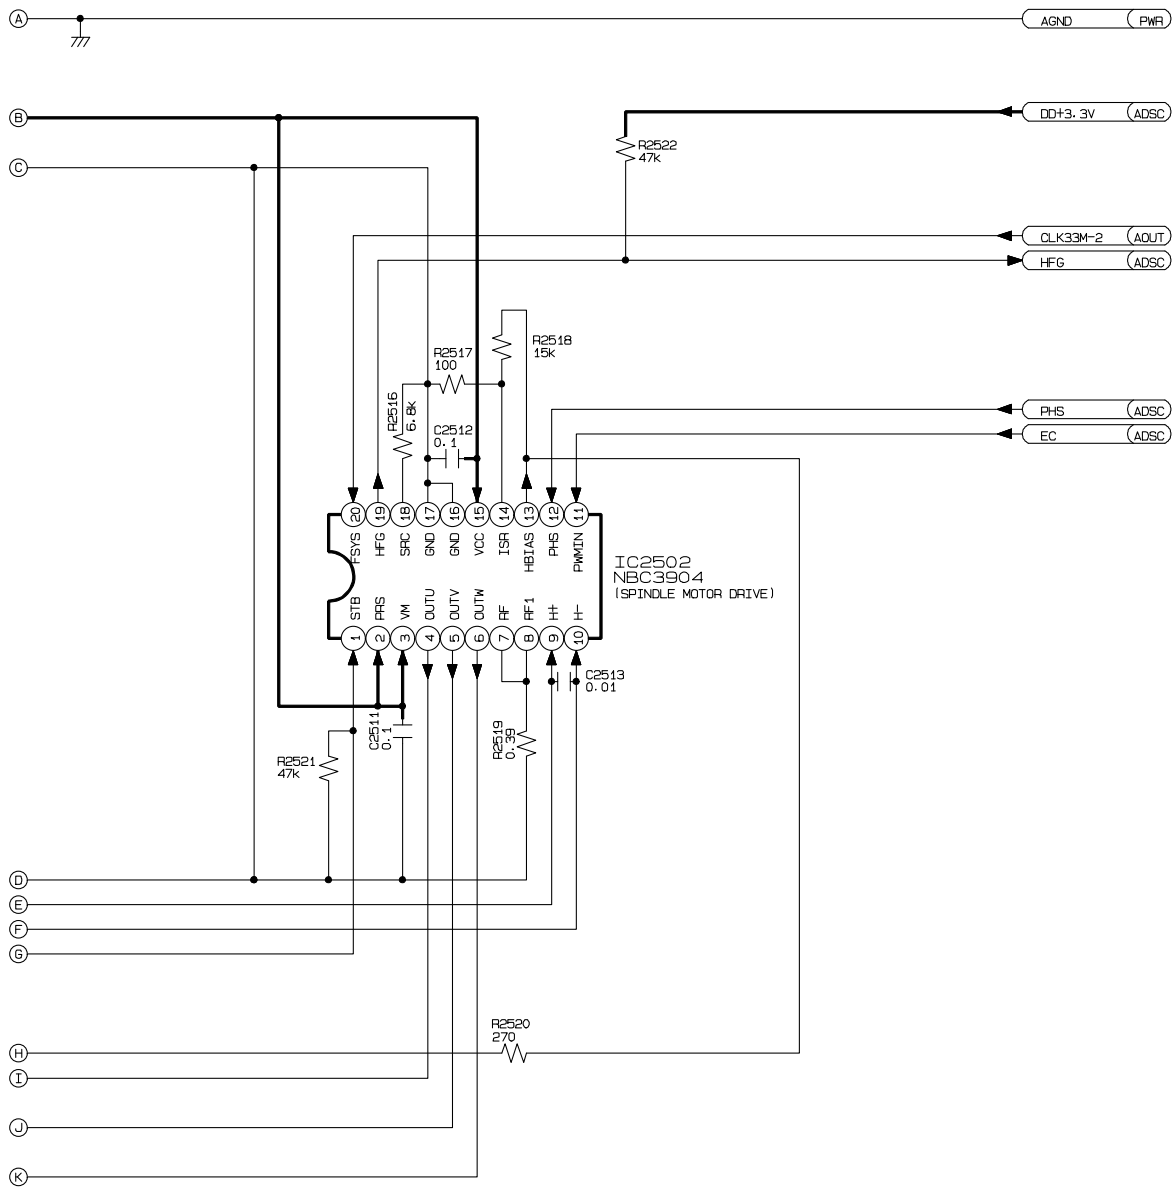 A
AGND PWR
B
DD+3.3V ADSC
R2522
47k
C
CLK33M-2 AOUT
HFG ADSC
R2518
15k
R2517
100
R2516
6.8k
PHS ADSC
C2512
0.1
EC ADSC
20 19 18 17 16 15 14 13 12 11
FSYS HFG SRC GND GND VCC ISR HBIAS PHS PWMIN
IC2502
NBC3904
(SPINDLE MOTOR DRIVE)
STB PRS VM OUTU OUTV OUTW RF RF1 H+ H-
1 2 3 4 5 6 7 8 9 10
C2513
0.01
C2511
0.1
R2519
0.39
R2521
47k
D
E
F
G
R2520
270
H
I
J
K